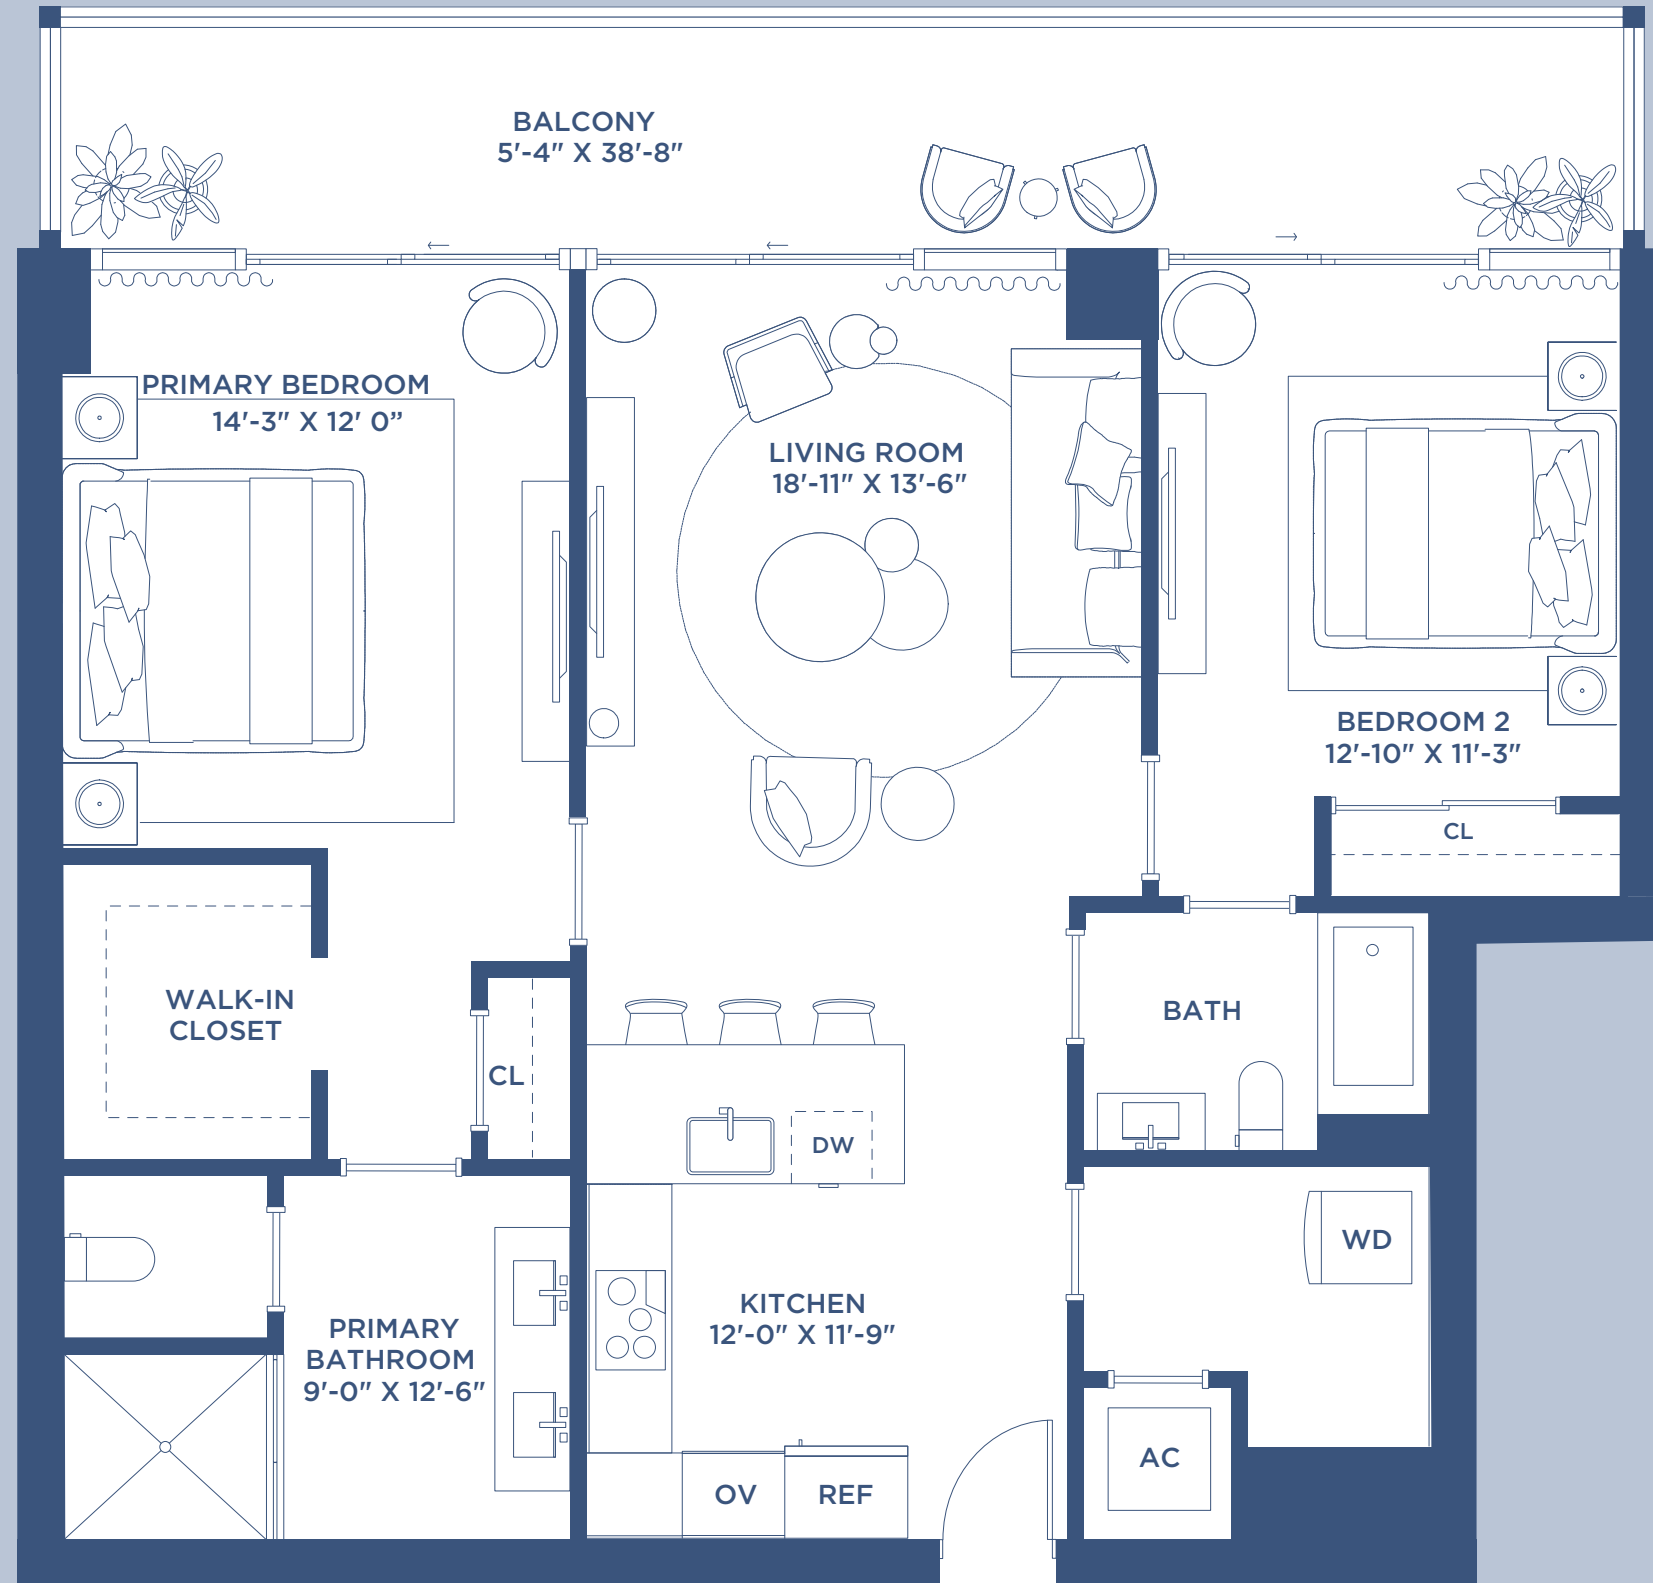 BALCONY
5'-4" X 38'-8"
PRIMARY BEDROOM
14'-3" X 12' 0”
LIVING ROOM
18'-11" X 13'-6"
BEDROOM 2
12'-10" X 11'-3"
CL
WALK-IN
CLOSET
CL
BATH
DW
WD
KITCHEN
12'-0" X 11'-9"
PRIMARY
BATHROOM
9'-0" X 12'-6"
AC
OV
REF